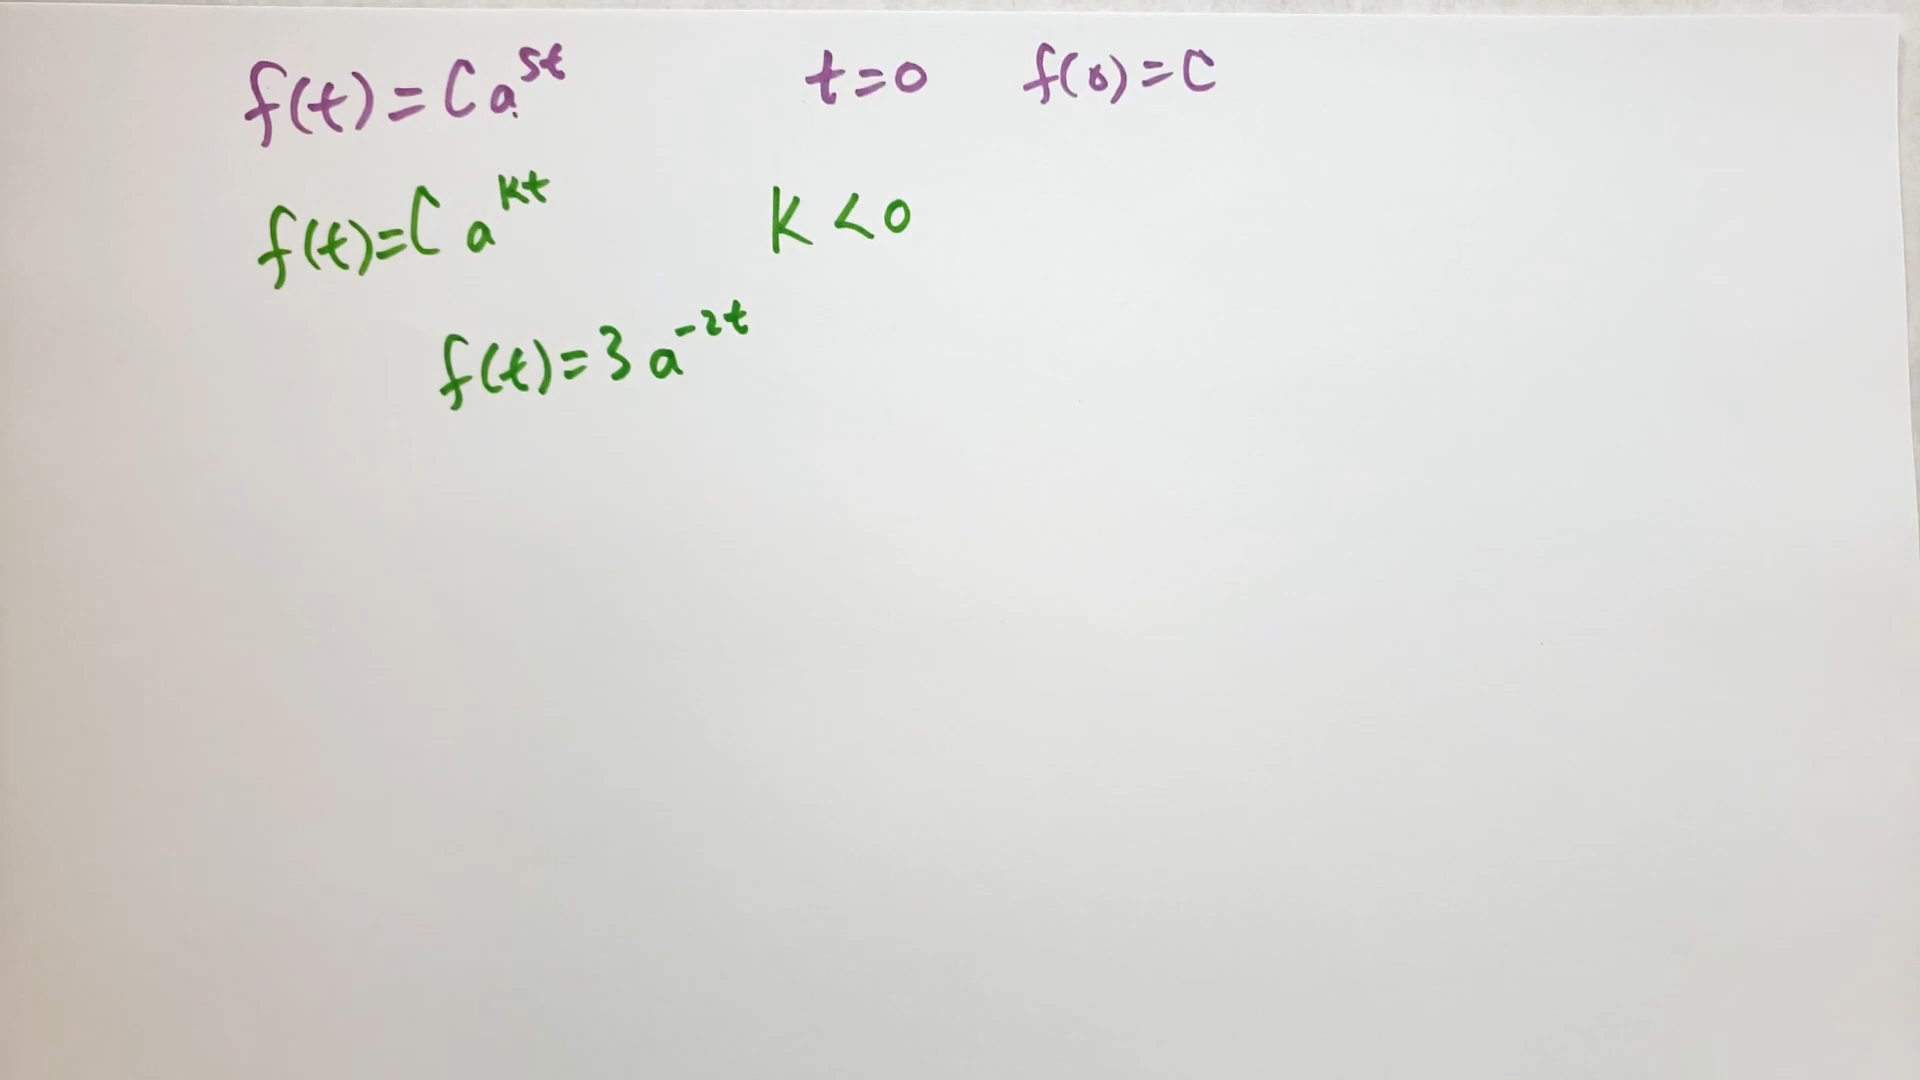 f(t) = C a^{5t} t = 0 f(0) = C
f(t) = C a^{kt} K < 0
f(t) = 3 a^{-2t}